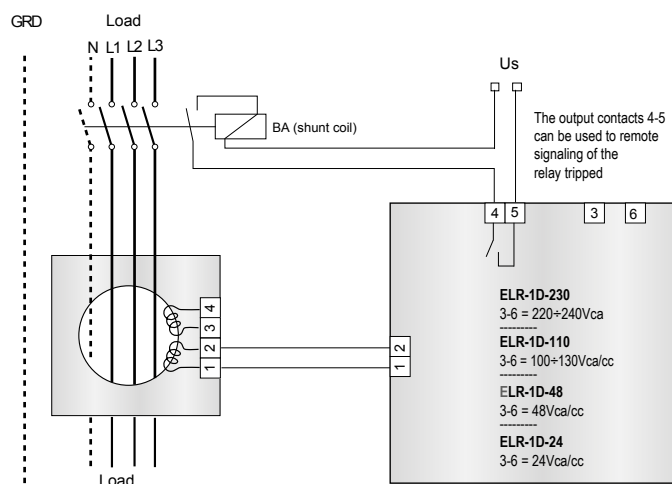 GRD
Load
N L1 L2 L3
Us
BA (shunt coil)
The output contacts 4-5
can be used to remote
signaling of the
relay tripped
4 5 3 6
4
3
2
1
2
1
ELR-1D-230
3-6 = 220÷240Vca
---------
ELR-1D-110
3-6 = 100÷130Vca/cc
---------
ELR-1D-48
3-6 = 48Vca/cc
---------
ELR-1D-24
3-6 = 24Vca/cc
Load